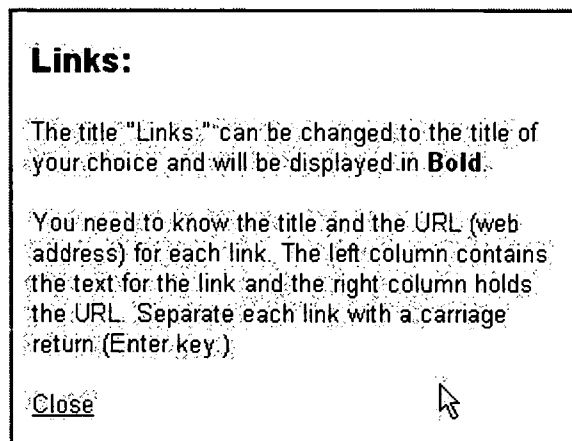 Links:
The title "Links:" can be changed to the title of
your choice and will be displayed in Bold.
You need to know the title and the URL (web
address) for each link. The left column contains
the text for the link and the right column holds
the URL. Separate each link with a carriage
return (Enter key.)
Close